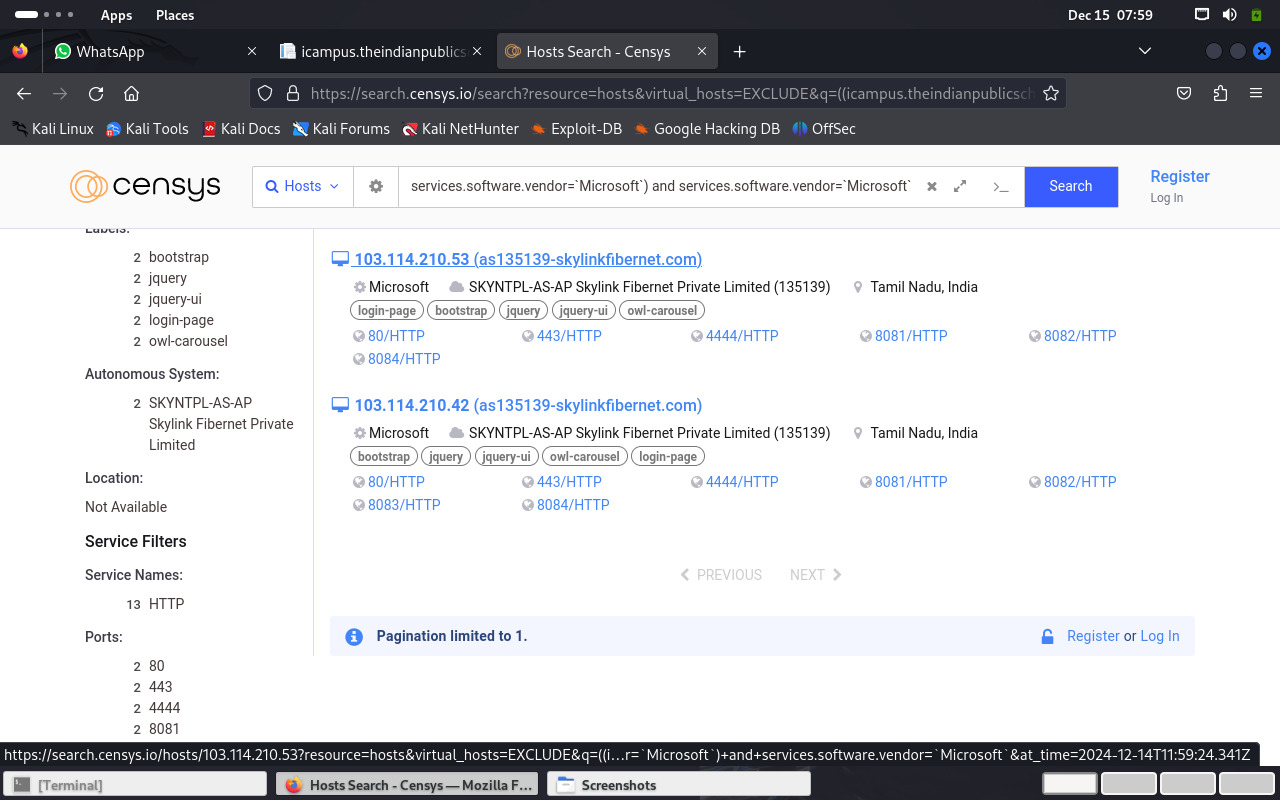 Apps Places Dec 15 07:59
WhatsApp icampus.theindianpublics Hosts Search - Censys
https://search.censys.io/search?resource=hosts&virtual_hosts=EXCLUDE&q=((icampus.theindianpublicsch
Kali Linux Kali Tools Kali Docs Kali Forums Kali NetHunter Exploit-DB Google Hacking DB OffSec
censys Hosts services.software.vendor=`Microsoft`) and services.software.vendor=`Microsoft` >_ Search Register
Log In
Labels:
2 bootstrap
2 jquery
2 jquery-ui
2 login-page
2 owl-carousel
Autonomous System:
2 SKYNTPL-AS-AP
Skylink Fibernet Private
Limited
Location:
Not Available
Service Filters
Service Names:
13 HTTP
Ports:
2 80
2 443
2 4444
2 8081
103.114.210.53 (as135139-skylinkfibernet.com)
Microsoft SKYNTPL-AS-AP Skylink Fibernet Private Limited (135139) Tamil Nadu, India
login-page bootstrap jquery jquery-ui owl-carousel
80/HTTP 443/HTTP 4444/HTTP 8081/HTTP 8082/HTTP
8084/HTTP
103.114.210.42 (as135139-skylinkfibernet.com)
Microsoft SKYNTPL-AS-AP Skylink Fibernet Private Limited (135139) Tamil Nadu, India
bootstrap jquery jquery-ui owl-carousel login-page
80/HTTP 443/HTTP 4444/HTTP 8081/HTTP 8082/HTTP
8083/HTTP 8084/HTTP
PREVIOUS NEXT
Pagination limited to 1. Register or Log In
https://search.censys.io/hosts/103.114.210.53?resource=hosts&virtual_hosts=EXCLUDE&q=((i…r=`Microsoft`)+and+services.software.vendor=`Microsoft`&at_time=2024-12-14T11:59:24.341Z
[Terminal] Hosts Search - Censys — Mozilla F... Screenshots